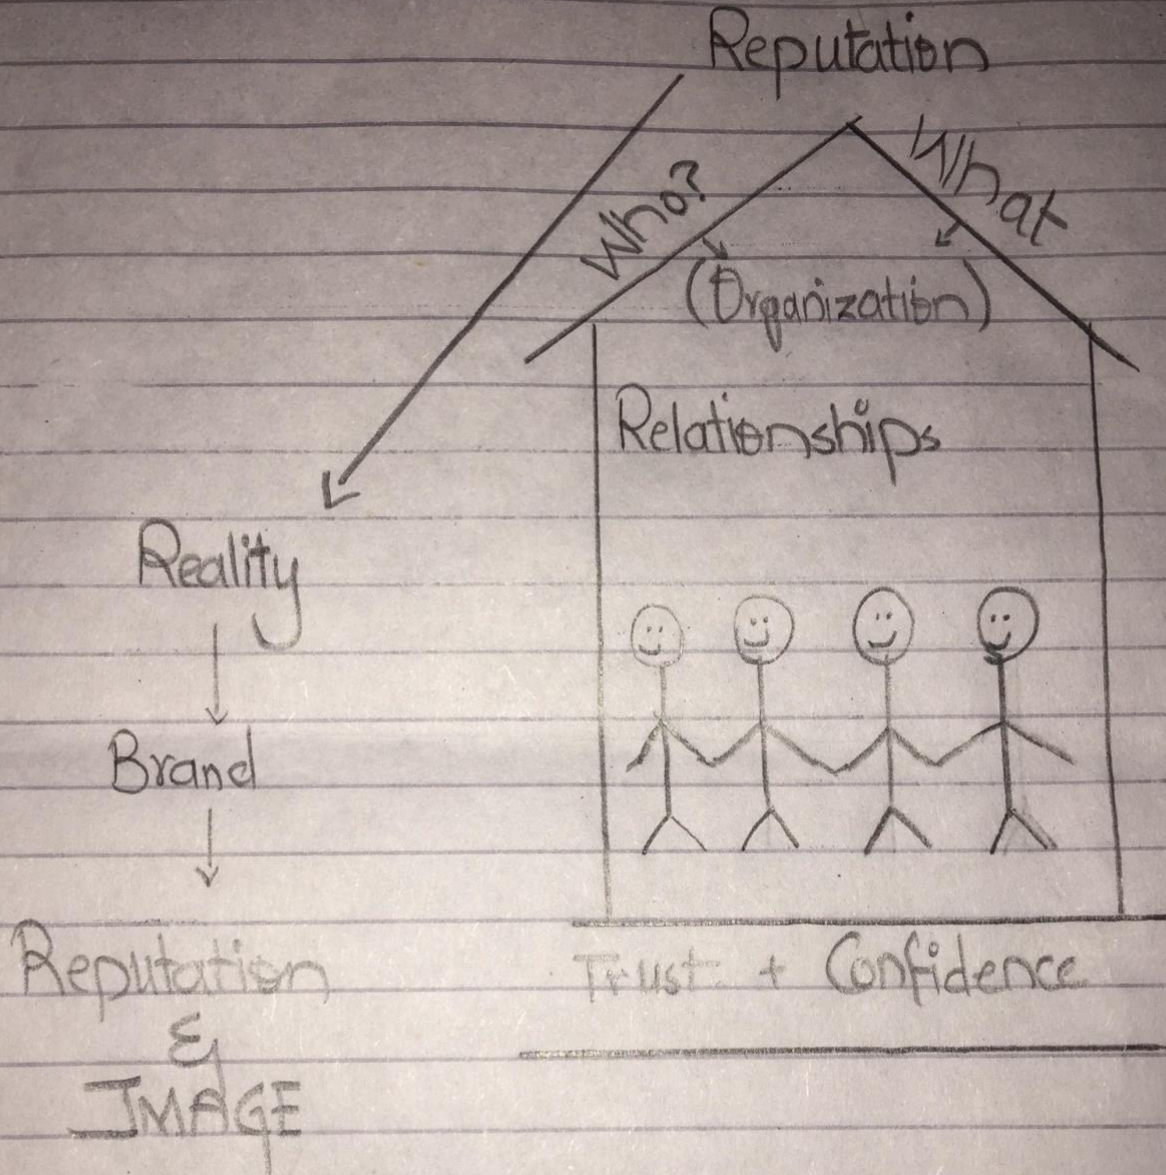 Reputation
Who?
What
(Organization)
Relationships
Reality
Brand
Reputation
&
IMAGE
Trust + Confidence